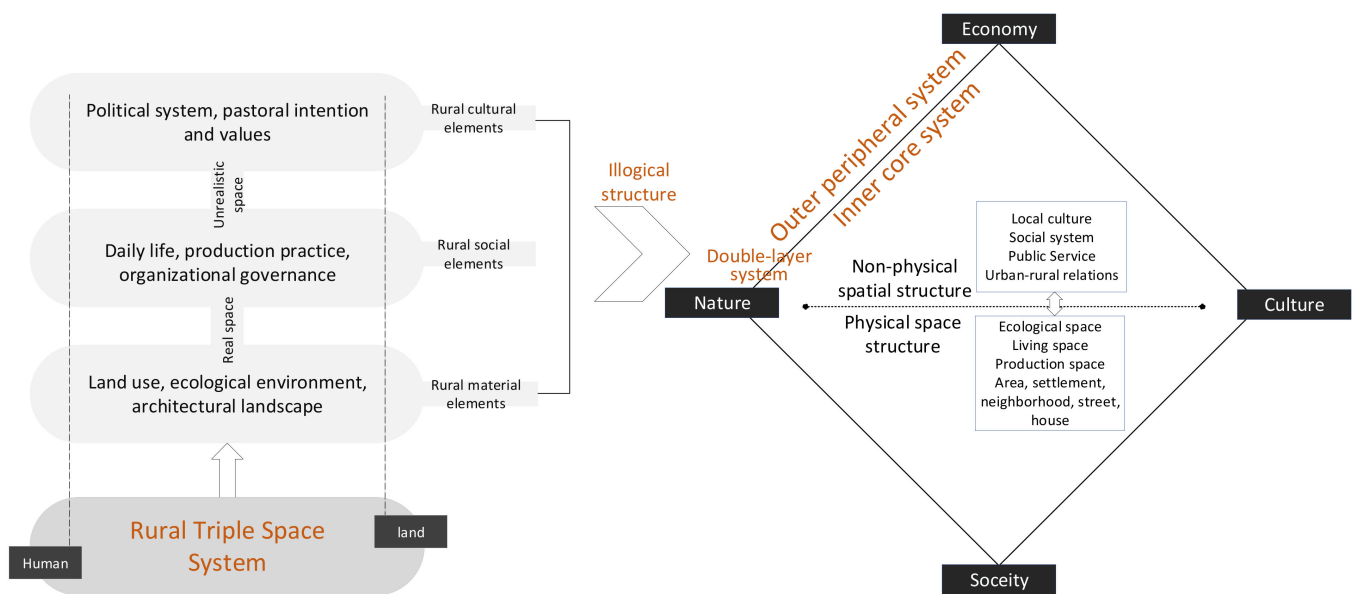 Political system, pastoral intention
and values
Rural cultural
elements
Unrealistic
space
Daily life, production practice,
organizational governance
Rural social
elements
Real space
Land use, ecological environment,
architectural landscape
Rural material
elements
Rural Triple Space
System
Human
land
Illogical
structure
Economy
Outer peripheral system
Inner core system
Double-layer
system
Nature
Culture
Soceity
Non-physical
spatial structure
Physical space
structure
Local culture
Social system
Public Service
Urban-rural relations
Ecological space
Living space
Production space
Area, settlement,
neighborhood, street,
house